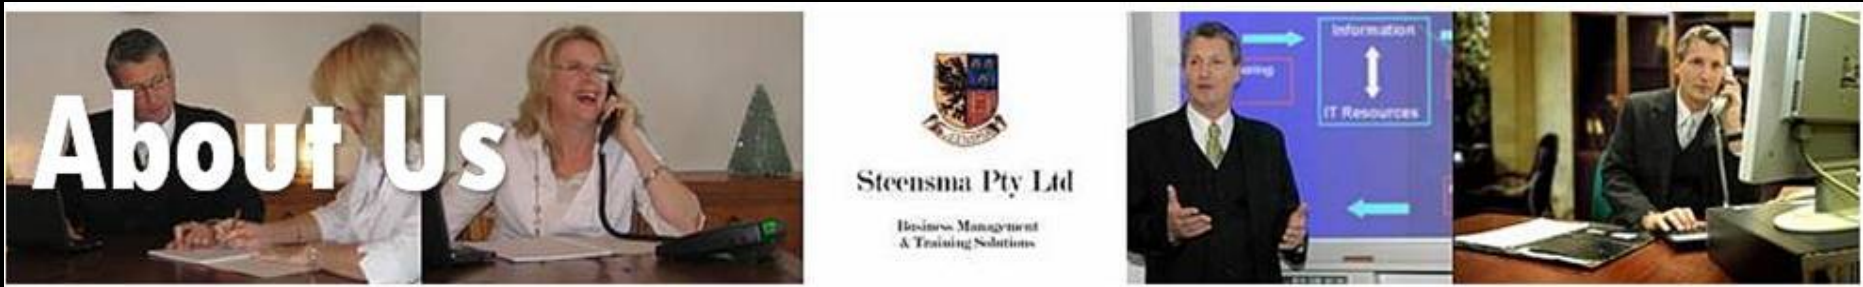 About Us
Steensma Pty Ltd
Business Management
& Training Solutions
Information
IT Resources